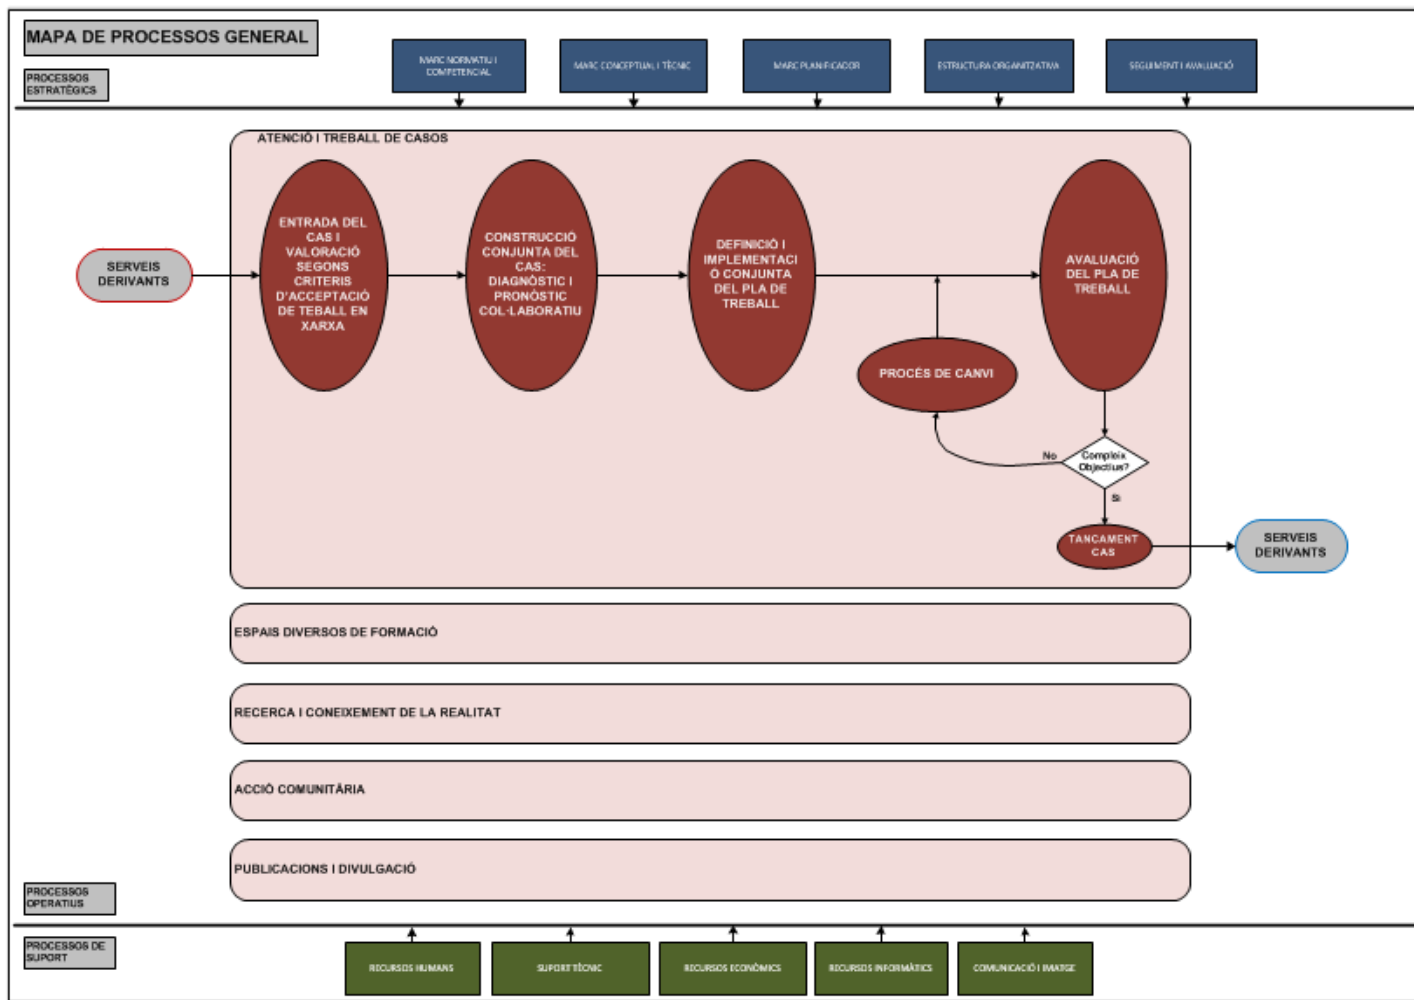 MAPA DE PROCESSOS GENERAL
PROCESSOS
ESTRATÈGICS
MARC NORMATIU I
COMPETENCIAL
MARC CONCEPTUAL I TÈCNIC
MARC PLANIFICADOR
ESTRUCTURA ORGANITZATIVA
SEGUIMENT I AVALUACIÓ
ATENCIÓ I TREBALL DE CASOS
SERVEIS
DERIVANTS
ENTRADA DEL
CAS I
VALORACIÓ
SEGONS
CRITERIS
D'ACCEPTACIÓ
DE TEBALL EN
XARXA
CONSTRUCCIÓ
CONJUNTA DEL
CAS:
DIAGNÒSTIC I
PRONÒSTIC
COL·LABORATIU
DEFINICIÓ I
IMPLEMENTACI
Ó CONJUNTA
DEL PLA DE
TREBALL
AVALUACIÓ
DEL PLA DE
TREBALL
PROCÉS DE CANVI
No
Compleix
Objectius?
Si
TANCAMENT
CAS
SERVEIS
DERIVANTS
ESPAIS DIVERSOS DE FORMACIÓ
RECERCA I CONEIXEMENT DE LA REALITAT
ACCIÓ COMUNITÀRIA
PUBLICACIONS I DIVULGACIÓ
PROCESSOS
OPERATIUS
PROCESSOS DE
SUPORT
RECURSOS HUMANS
SUPORT TÈCNIC
RECURSOS ECONÒMICS
RECURSOS INFORMÀTICS
COMUNICACIÓ I IMATGE